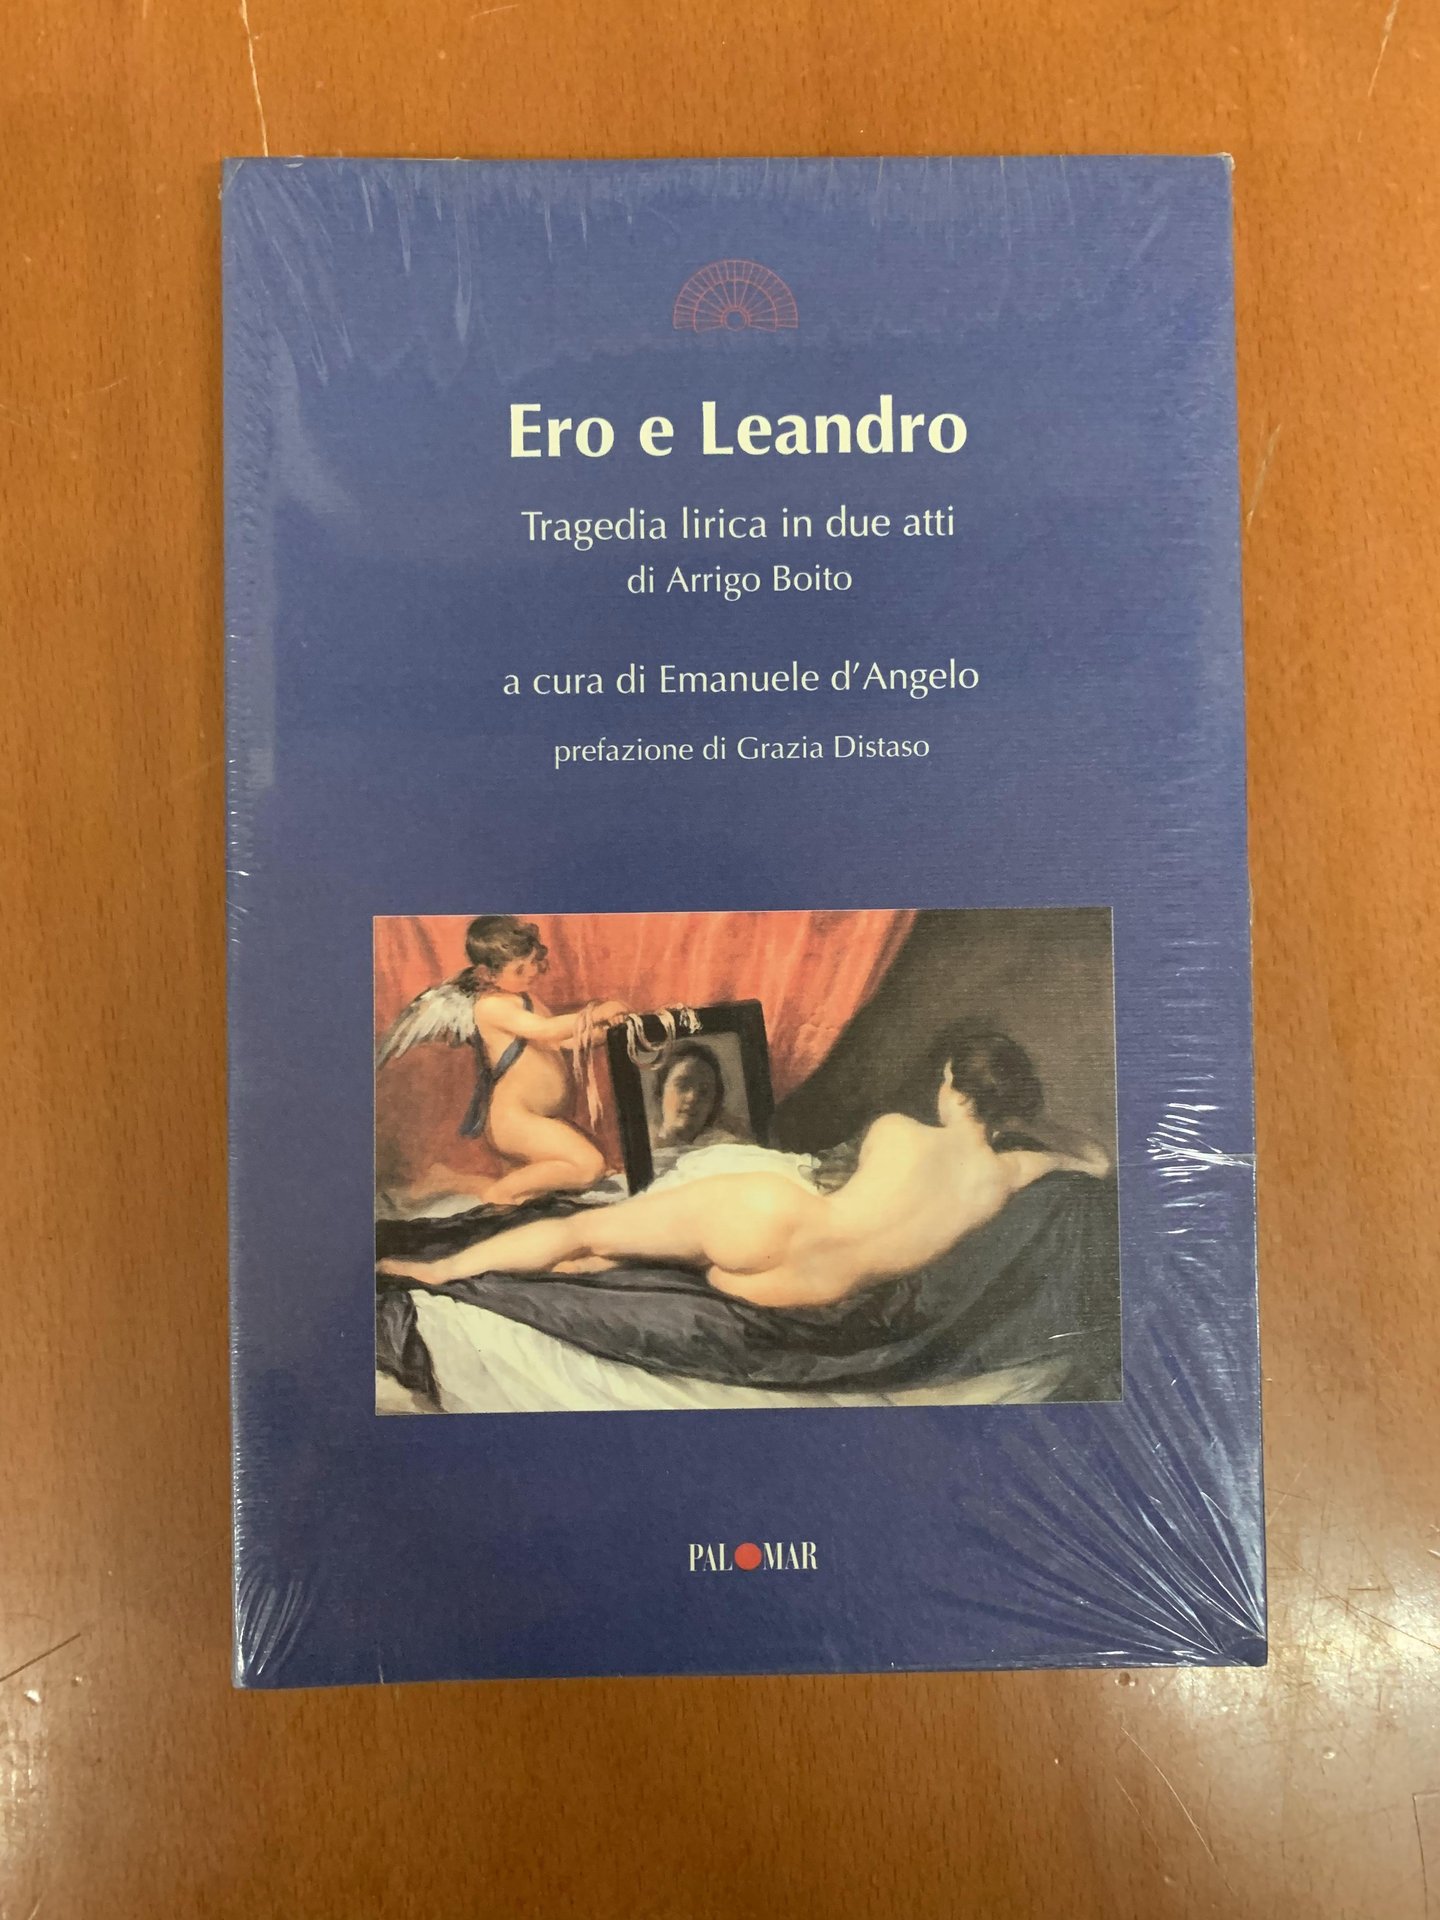 Ero e Leandro
Tragedia lirica in due atti
di Arrigo Boito
a cura di Emanuele d'Angelo
prefazione di Grazia Distaso
PALOMAR